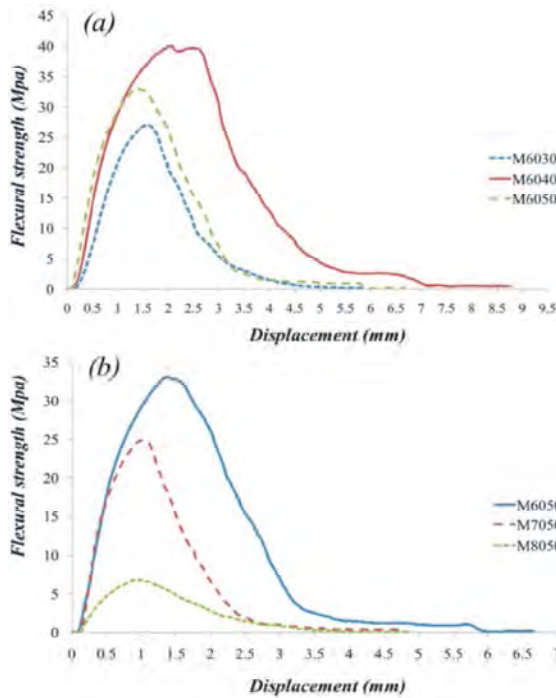 (a)
Flexural strength (Mpa)
45
40
35
30
25
20
15
10
5
0
0 0.5 1 1.5 2 2.5 3 3.5 4 4.5 5 5.5 6 6.5 7 7.5 8 8.5 9 9.5
Displacement (mm)
M6030
M6040
M6050
(b)
Flexural strength (Mpa)
35
30
25
20
15
10
5
0
0 0.5 1 1.5 2 2.5 3 3.5 4 4.5 5 5.5 6 6.5 7
Displacement (mm)
M6050
M7050
M8050